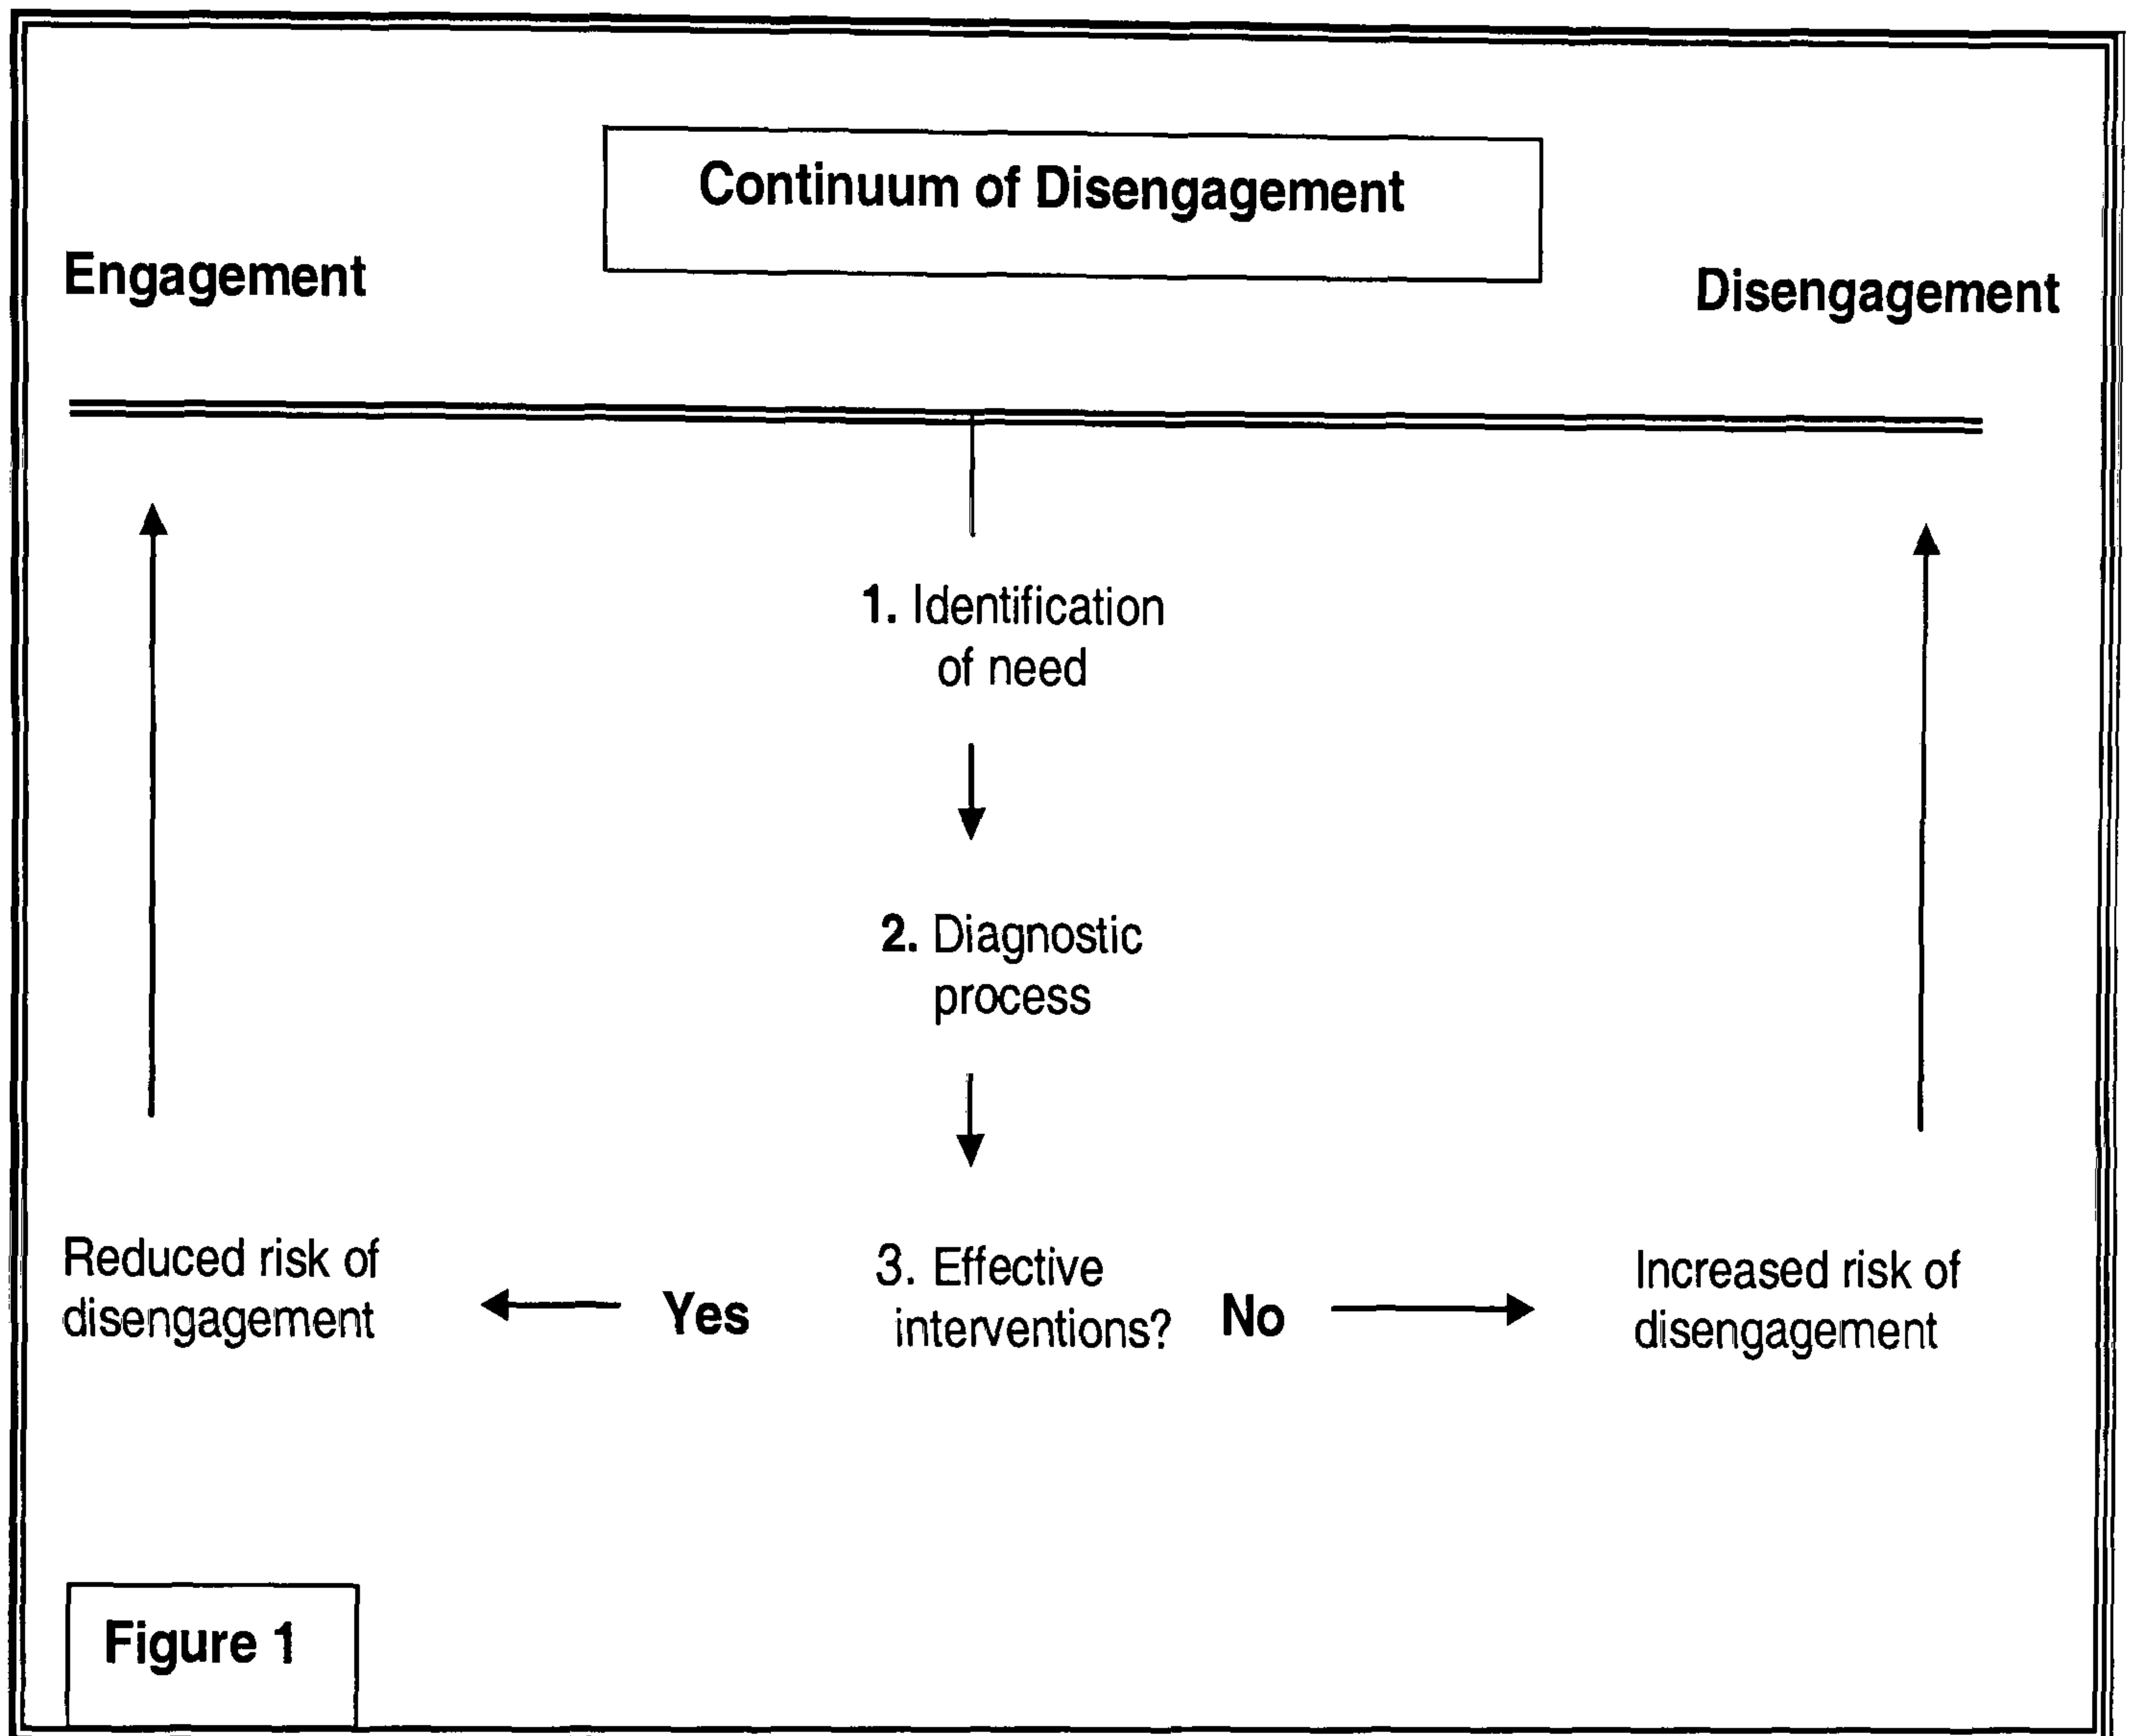 Continuum of Disengagement
Engagement
Disengagement
1. Identification
of need
2. Diagnostic
process
Reduced risk of
disengagement
Yes
3. Effective
interventions?
No
Increased risk of
disengagement
Figure 1